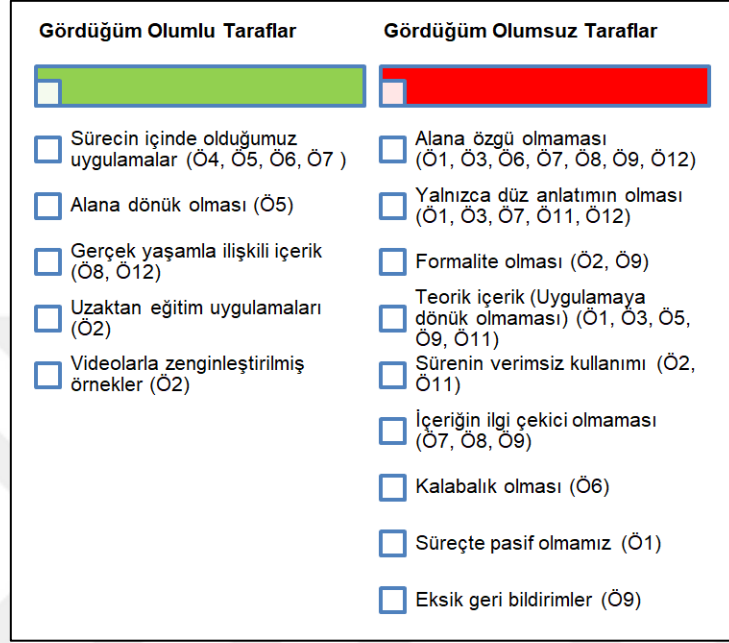 Gördüğüm Olumlu Taraflar
Sürecin içinde olduğumuz
uygulamalar (Ö4, Ö5, Ö6, Ö7 )
Alana dönük olması (Ö5)
Gerçek yaşamla ilişkili içerik
(Ö8, Ö12)
Uzaktan eğitim uygulamaları
(Ö2)
Videolarla zenginleştirilmiş
örnekler (Ö2)
Gördüğüm Olumsuz Taraflar
Alana özgü olmaması
(Ö1, Ö3, Ö6, Ö7, Ö8, Ö9, Ö12)
Yalnızca düz anlatımın olması
(Ö1, Ö3, Ö7, Ö11, Ö12)
Formalite olması (Ö2, Ö9)
Teorik içerik (Uygulamaya
dönük olmaması) (Ö1, Ö3, Ö5,
Ö9, Ö11)
Sürenin verimsiz kullanımı (Ö2,
Ö11)
İçeriğin ilgi çekici olmaması
(Ö7, Ö8, Ö9)
Kalabalık olması (Ö6)
Süreçte pasif olmamız (Ö1)
Eksik geri bildirimler (Ö9)